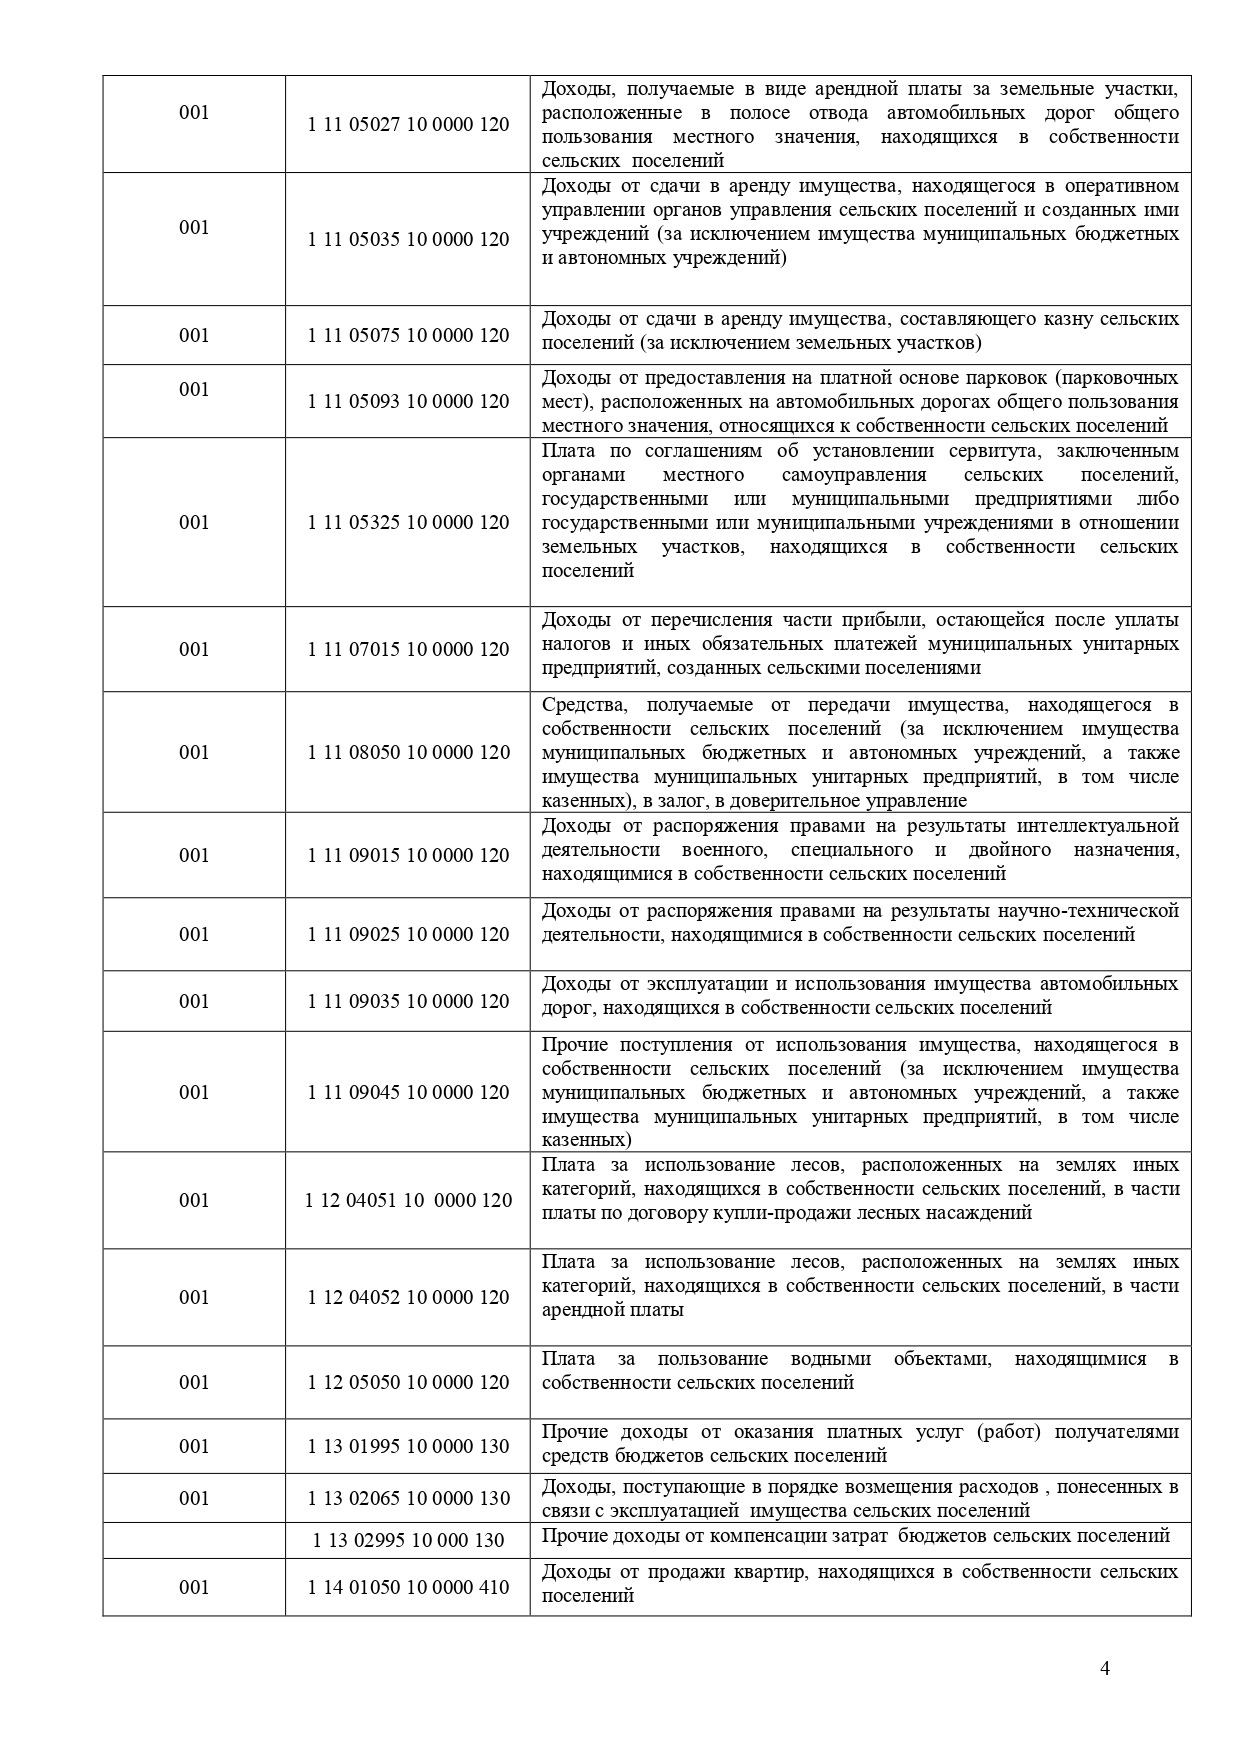 001
1 11 05027 10 0000 120
Доходы, получаемые в виде арендной платы за земельные участки,
расположенные в полосе отвода автомобильных дорог общего
пользования местного значения, находящихся в собственности
сельских поселений
001
1 11 05035 10 0000 120
Доходы от сдачи в аренду имущества, находящегося в оперативном
управлении органов управления сельских поселений и созданных ими
учреждений (за исключением имущества муниципальных бюджетных
и автономных учреждений)
001
1 11 05075 10 0000 120
Доходы от сдачи в аренду имущества, составляющего казну сельских
поселений (за исключением земельных участков)
001
1 11 05093 10 0000 120
Доходы от предоставления на платной основе парковок (парковочных
мест), расположенных на автомобильных дорогах общего пользования
местного значения, относящихся к собственности сельских поселений
001
1 11 05325 10 0000 120
Плата по соглашениям об установлении сервитута, заключенным
органами местного самоуправления сельских поселений,
государственными или муниципальными предприятиями либо
государственными или муниципальными учреждениями в отношении
земельных участков, находящихся в собственности сельских
поселений
001
1 11 07015 10 0000 120
Доходы от перечисления части прибыли, остающейся после уплаты
налогов и иных обязательных платежей муниципальных унитарных
предприятий, созданных сельскими поселениями
001
1 11 08050 10 0000 120
Средства, получаемые от передачи имущества, находящегося в
собственности сельских поселений (за исключением имущества
муниципальных бюджетных и автономных учреждений, а также
имущества муниципальных унитарных предприятий, в том числе
казенных), в залог, в доверительное управление
001
1 11 09015 10 0000 120
Доходы от распоряжения правами на результаты интеллектуальной
деятельности военного, специального и двойного назначения,
находящимися в собственности сельских поселений
001
1 11 09025 10 0000 120
Доходы от распоряжения правами на результаты научно-технической
деятельности, находящимися в собственности сельских поселений
001
1 11 09035 10 0000 120
Доходы от эксплуатации и использования имущества автомобильных
дорог, находящихся в собственности сельских поселений
001
1 11 09045 10 0000 120
Прочие поступления от использования имущества, находящегося в
собственности сельских поселений (за исключением имущества
муниципальных бюджетных и автономных учреждений, а также
имущества муниципальных унитарных предприятий, в том числе
казенных)
001
1 12 04051 10 0000 120
Плата за использование лесов, расположенных на землях иных
категорий, находящихся в собственности сельских поселений, в части
платы по договору купли-продажи лесных насаждений
001
1 12 04052 10 0000 120
Плата за использование лесов, расположенных на землях иных
категорий, находящихся в собственности сельских поселений, в части
арендной платы
001
1 12 05050 10 0000 120
Плата за пользование водными объектами, находящимися в
собственности сельских поселений
001
1 13 01995 10 0000 130
Прочие доходы от оказания платных услуг (работ) получателями
средств бюджетов сельских поселений
001
1 13 02065 10 0000 130
Доходы, поступающие в порядке возмещения расходов , понесенных в
связи с эксплуатацией имущества сельских поселений
1 13 02995 10 000 130
Прочие доходы от компенсации затрат бюджетов сельских поселений
001
1 14 01050 10 0000 410
Доходы от продажи квартир, находящихся в собственности сельских
поселений
4